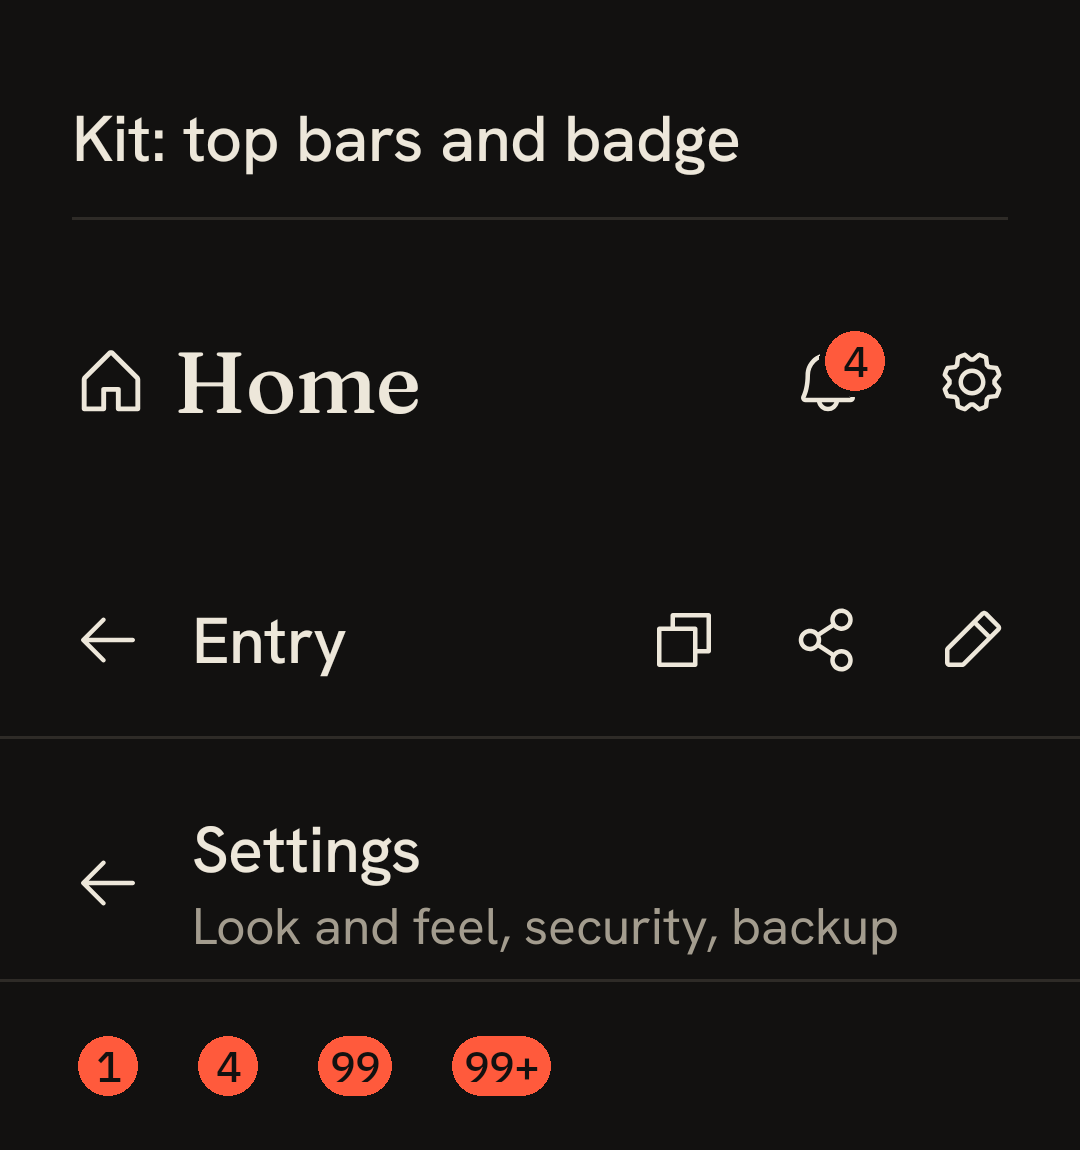 Kit: top bars and badge
Home 4
Entry
Settings
Look and feel, security, backup
1 4 99 99+